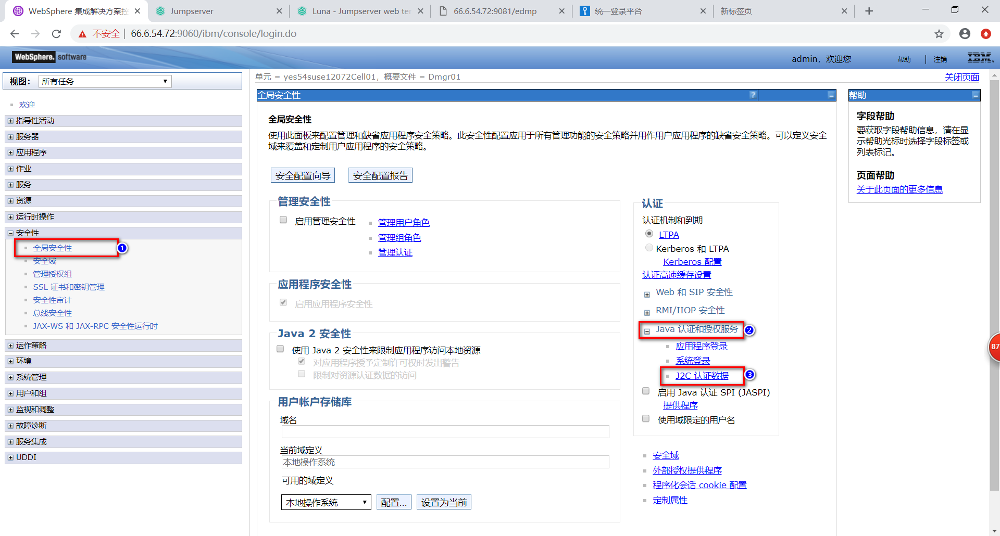 WebSphere 集成解决方案控
Jumpserver
Luna - Jumpserver web ter
66.6.54.72:9081/edmp
统一登录平台
新标签页
不安全 | 66.6.54.72:9060/ibm/console/login.do
WebSphere. software
admin，欢迎您
帮助
注销
IBM.
视图：
所有任务
欢迎
指导性活动
服务器
应用程序
作业
服务
资源
运行时操作
安全性
全局安全性
1
安全域
管理授权组
SSL 证书和密钥管理
安全性审计
总线安全性
JAX-WS 和 JAX-RPC 安全性运行时
运作策略
环境
系统管理
用户和组
监视和调整
故障诊断
服务集成
UDDI
单元 = yes54suse12072Cell01，概要文件 = Dmgr01
关闭页面
全局安全性
?
全局安全性
使用此面板来配置管理和缺省应用程序安全策略。此安全性配置应用于所有管理功能的安全策略并用作用户应用程序的缺省安全策略。可以定义安全
域来覆盖和定制用户应用程序的安全策略。
安全配置向导
安全配置报告
管理安全性
启用管理安全性
管理用户角色
管理组角色
管理认证
应用程序安全性
启用应用程序安全性
Java 2 安全性
使用 Java 2 安全性来限制应用程序访问本地资源
对应用程序授予定制许可权时发出警告
限制对资源认证数据的访问
用户帐户存储库
域名
当前域定义
本地操作系统
可用的域定义
本地操作系统
配置...
设置为当前
认证
认证机制和到期
LTPA
Kerberos 和 LTPA
Kerberos 配置
认证高速缓存设置
Web 和 SIP 安全性
RMI/IIOP 安全性
Java 认证和授权服务
2
应用程序登录
系统登录
J2C 认证数据
3
启用 Java 认证 SPI (JASPI)
提供程序
使用域限定的用户名
安全域
外部授权提供程序
程序化会话 cookie 配置
定制属性
帮助
字段帮助
要获取字段帮助信息，请在显
示帮助光标时选择字段标签或
列表标记。
页面帮助
关于此页面的更多信息
87